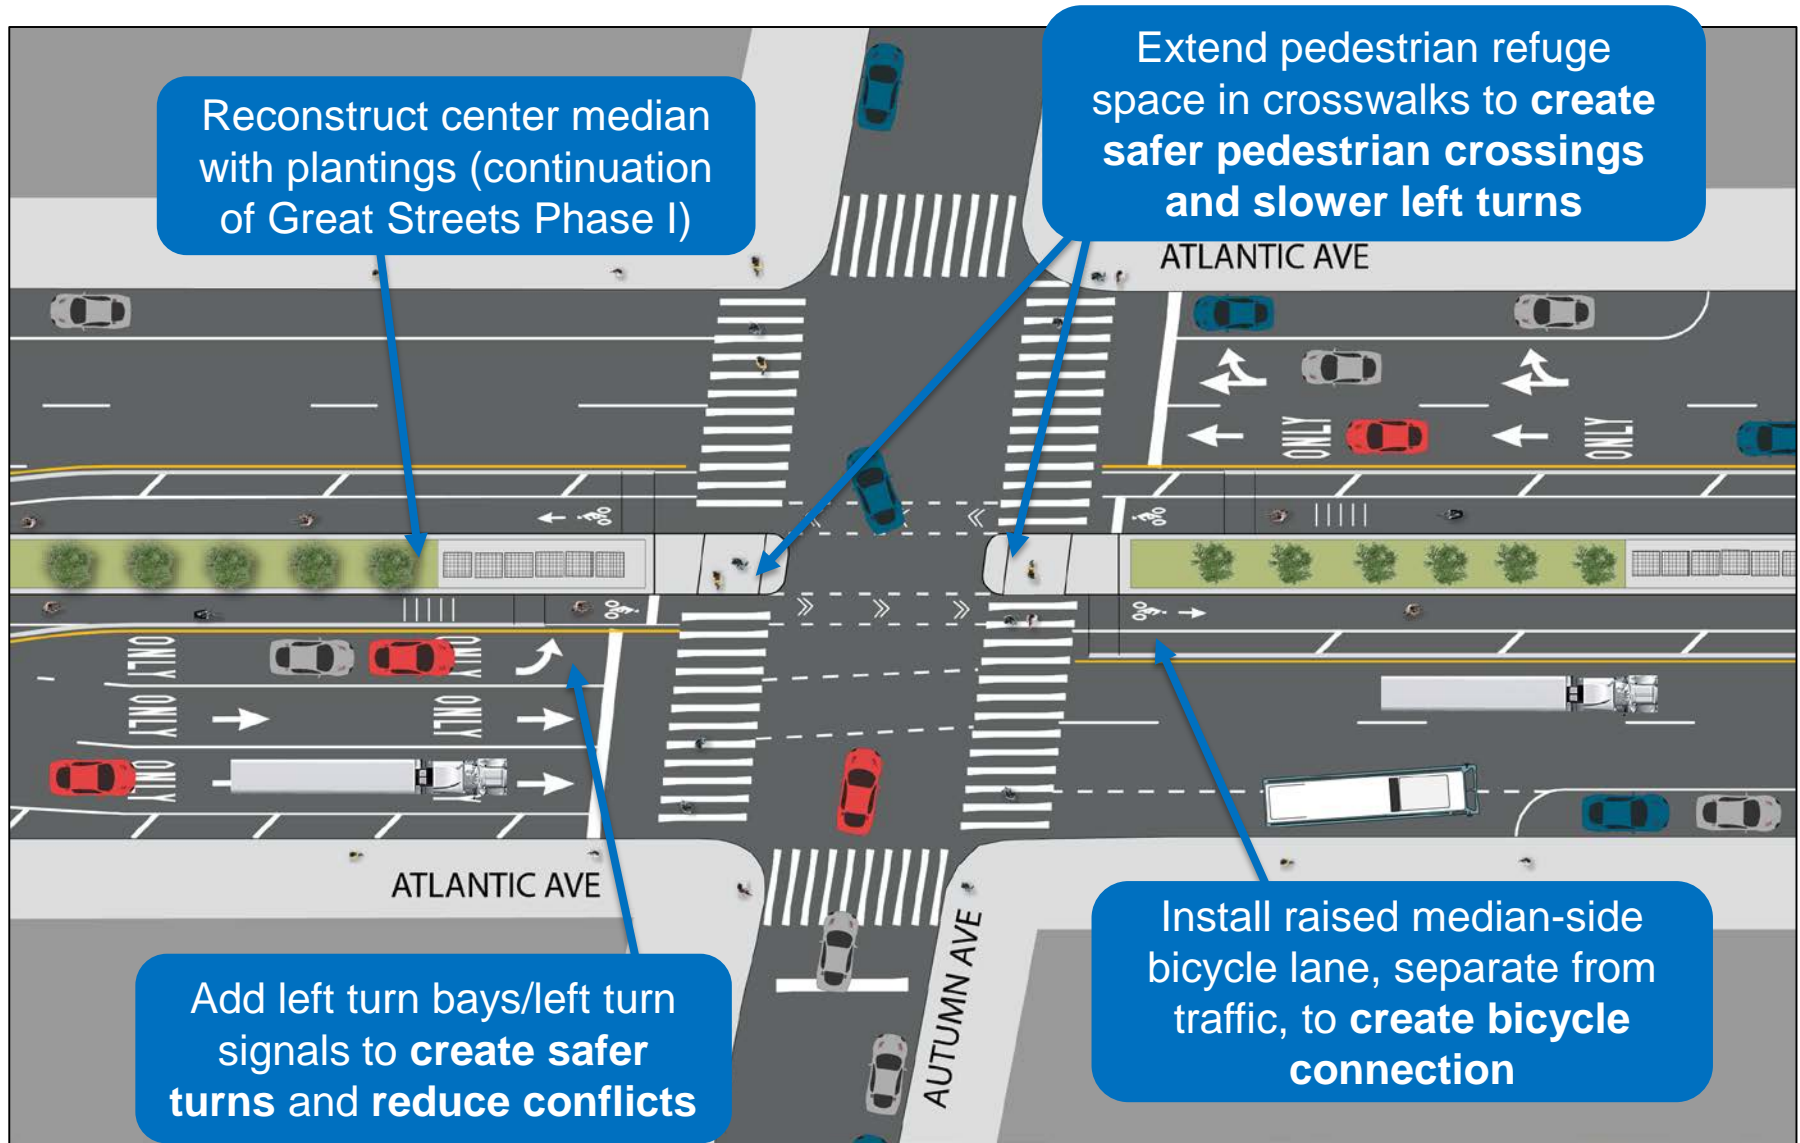 Reconstruct center median
with plantings (continuation
of Great Streets Phase I)
Extend pedestrian refuge
space in crosswalks to create
safer pedestrian crossings
and slower left turns
ATLANTIC AVE
ONLY
ONLY
ONLY
ONLY
ONLY
ONLY
ONLY
ATLANTIC AVE
AUTUMN AVE
Add left turn bays/left turn
signals to create safer
turns and reduce conflicts
Install raised median-side
bicycle lane, separate from
traffic, to create bicycle
connection